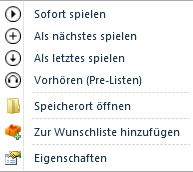 Sofort spielen
Als nächstes spielen
Als letztes spielen
Vorhören (Pre-Listen)
Speicherort öffnen
Zur Wunschliste hinzufügen
Eigenschaften